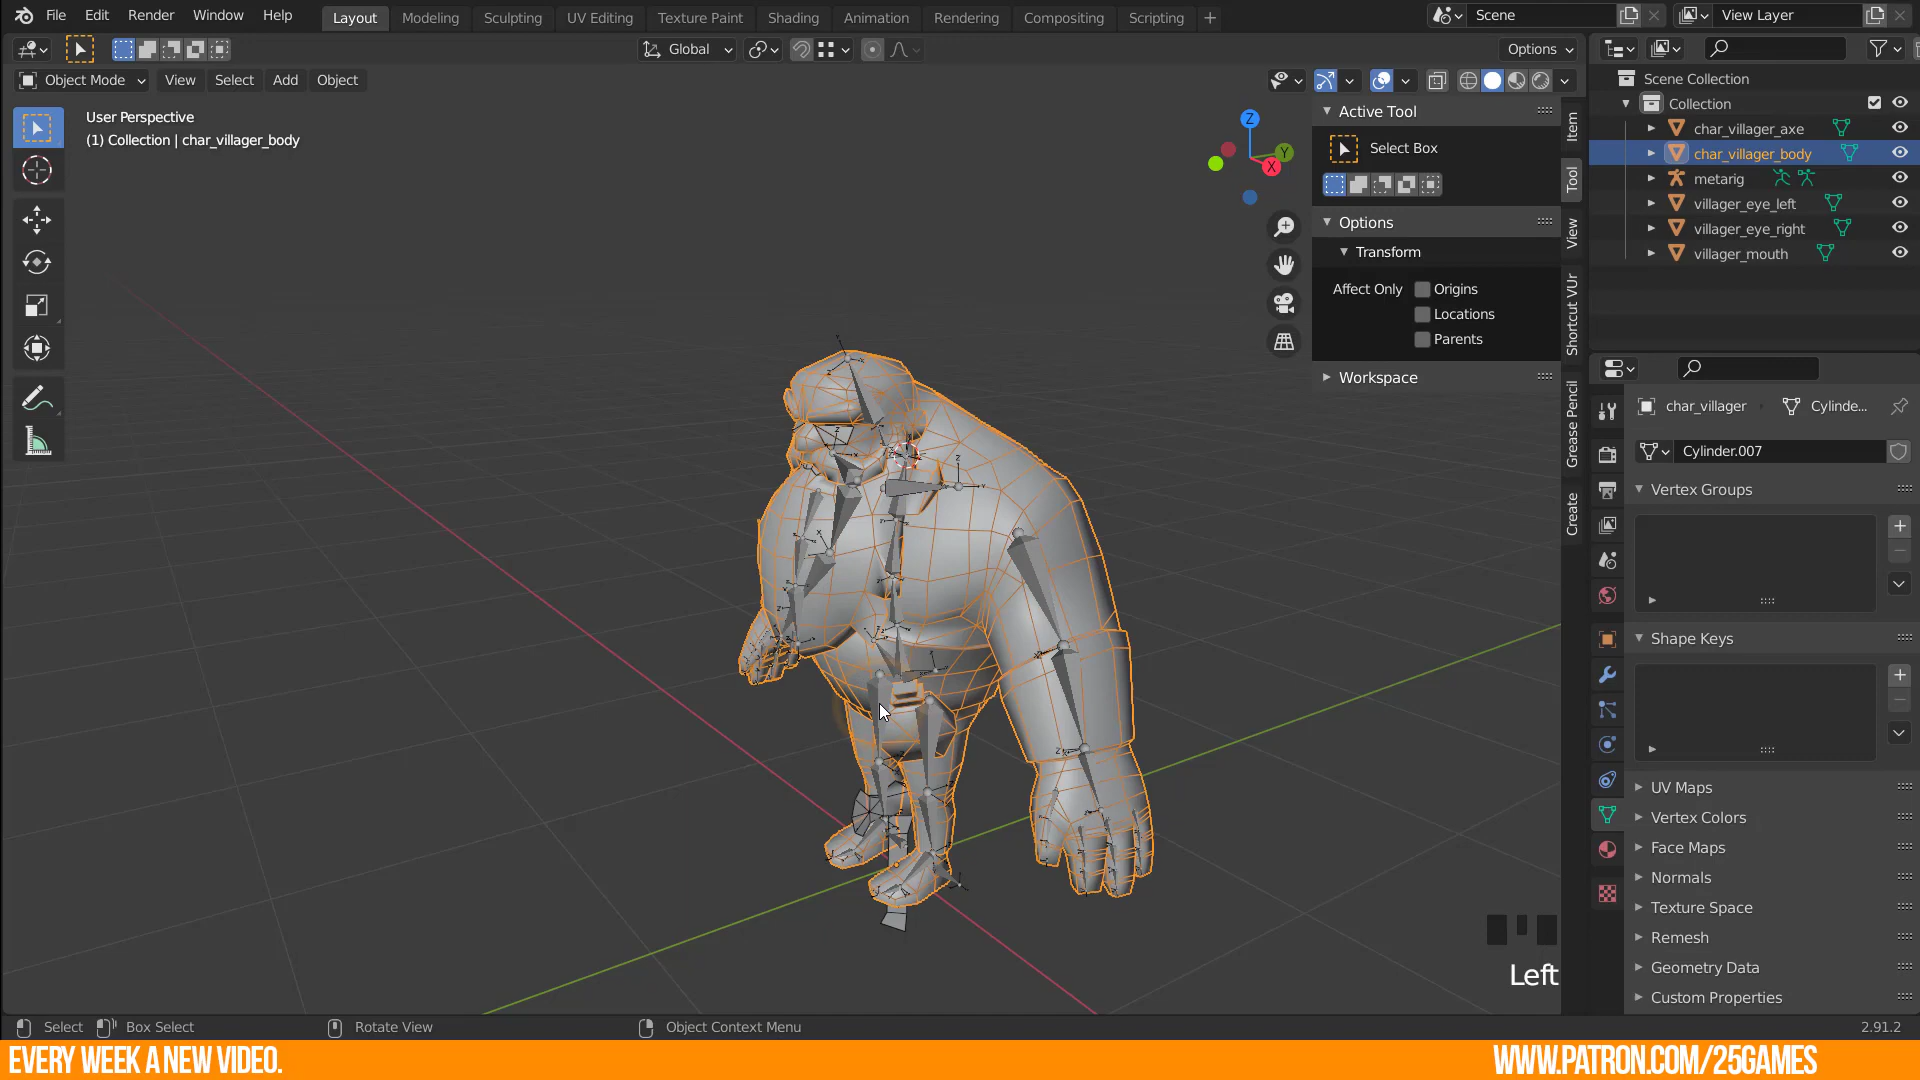 File Edit Render Window Help Layout Modeling Sculpting UV Editing Texture Paint Shading Animation Rendering Compositing Scripting + Scene View Layer
Global Options
Object Mode View Select Add Object
User Perspective
(1) Collection | char_villager_body
Z
Y
X
Active Tool
Select Box
Options
Transform
Affect Only Origins
Locations
Parents
Workspace
Item
Tool
View
Shortcut VUr
Grease Pencil
Create
Scene Collection
Collection
char_villager_axe
char_villager_body
metarig
villager_eye_left
villager_eye_right
villager_mouth
char_villager Cylinde...
Cylinder.007
Vertex Groups
Shape Keys
UV Maps
Vertex Colors
Face Maps
Normals
Texture Space
Remesh
Geometry Data
Custom Properties
Left
Select Box Select Rotate View Object Context Menu 2.91.2
EVERY WEEK A NEW VIDEO. WWW.PATRON.COM/25GAMES